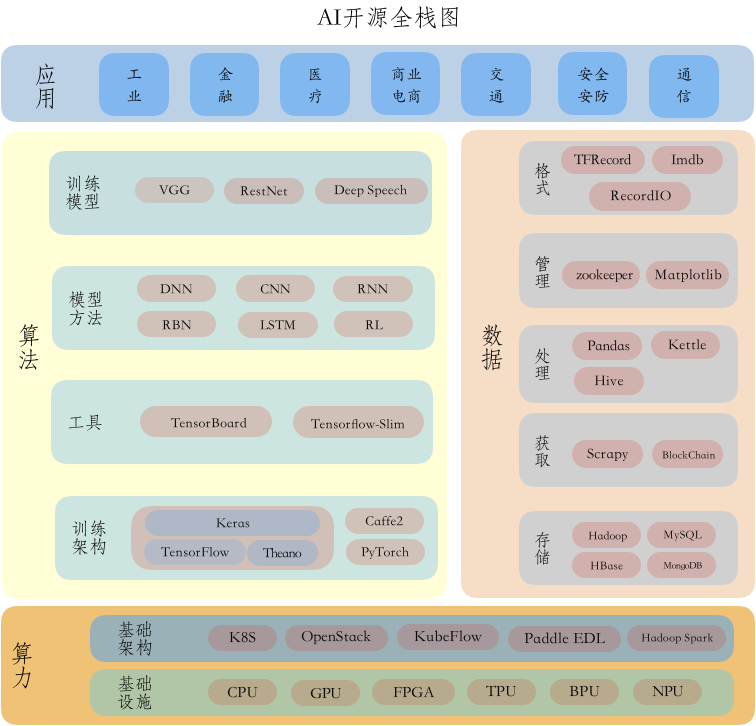 AI开源全栈图
应用
工业
金融
医疗
商业电商
交通
安全安防
通信
算法
训练模型
VGG
RestNet
Deep Speech
模型方法
DNN
CNN
RNN
RBN
LSTM
RL
工具
TensorBoard
Tensorflow-Slim
训练架构
Keras
TensorFlow
Theano
Caffe2
PyTorch
数据
格式
TFRecord
Imdb
RecordIO
管理
zookeeper
Matplotlib
处理
Pandas
Kettle
Hive
获取
Scrapy
BlockChain
存储
Hadoop
MySQL
HBase
MongoDB
算力
基础架构
K8S
OpenStack
KubeFlow
Paddle EDL
Hadoop Spark
基础设施
CPU
GPU
FPGA
TPU
BPU
NPU